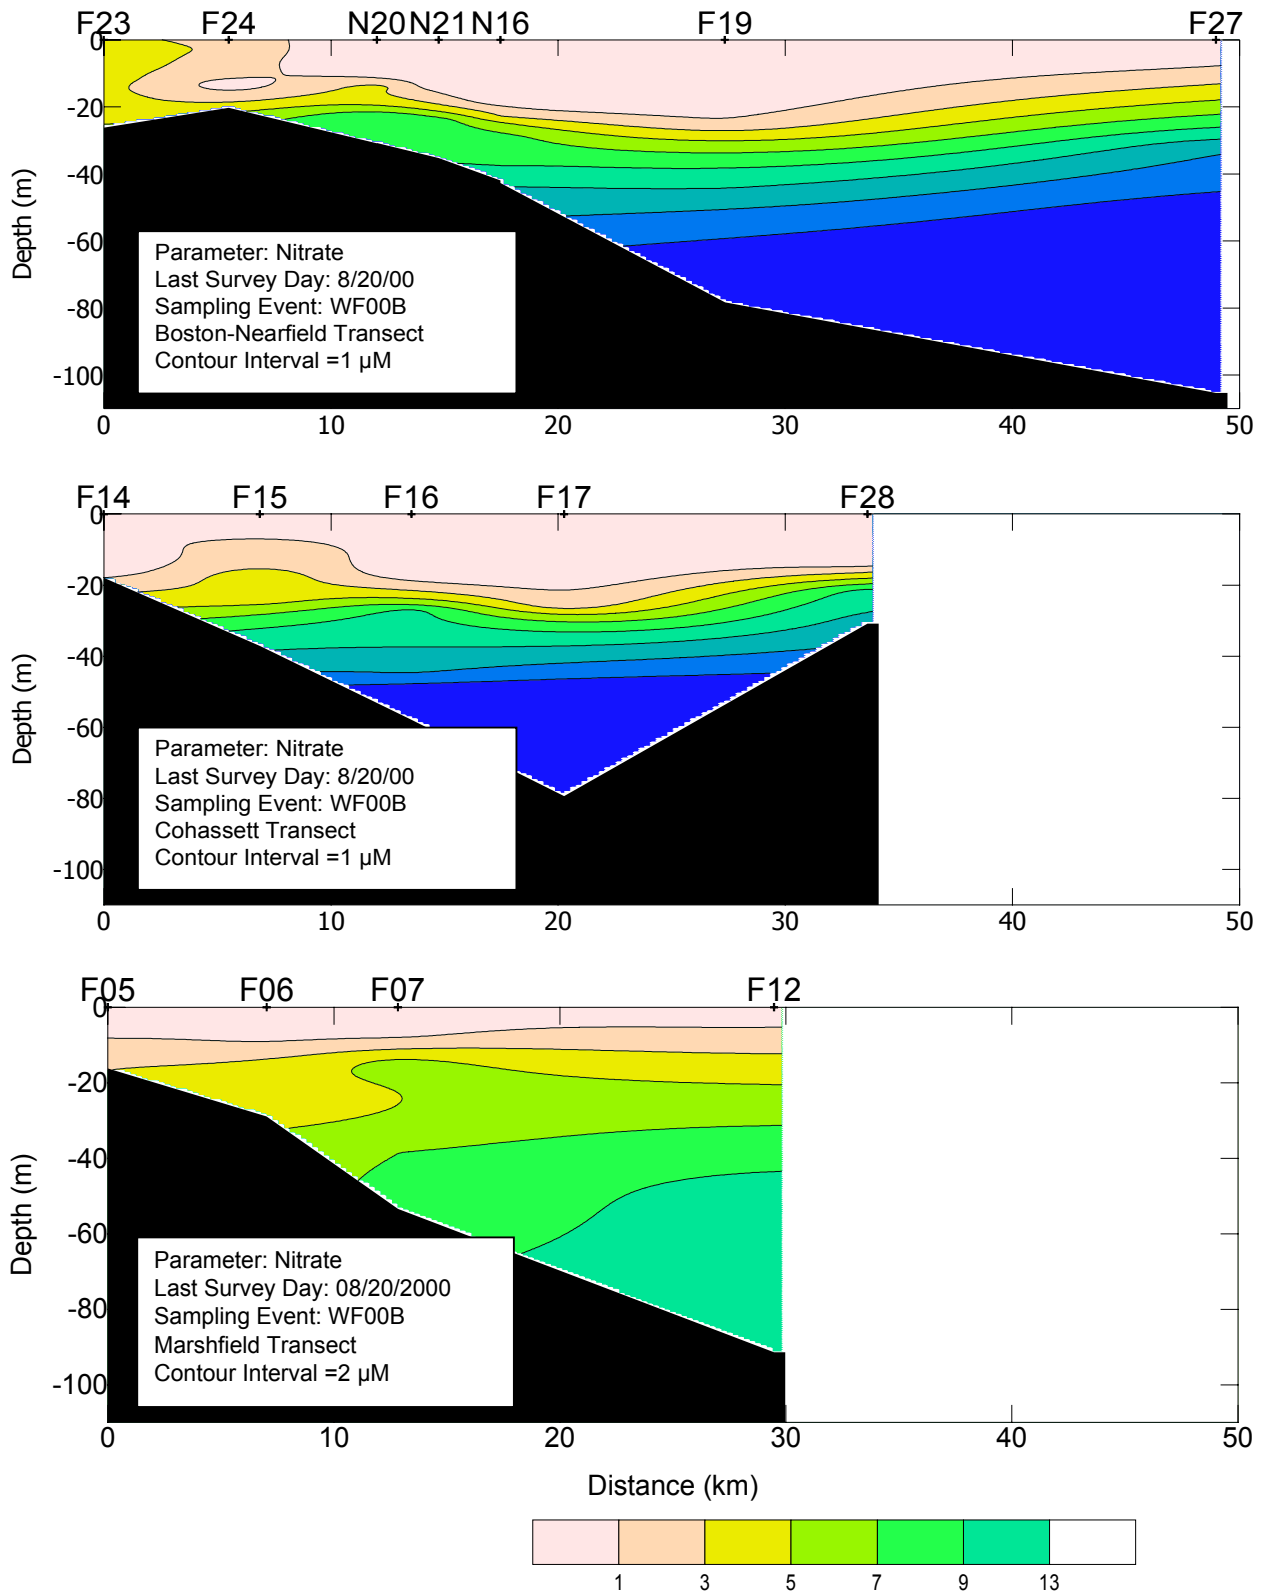 F23 F24 N20 N21 N16 F19 F27
0
-20
-40
-60
-80
-100
Depth (m)
Parameter: Nitrate
Last Survey Day: 8/20/00
Sampling Event: WF00B
Boston-Nearfield Transect
Contour Interval =1 µM
0 10 20 30 40 50
F14 F15 F16 F17 F28
0
-20
-40
-60
-80
-100
Depth (m)
Parameter: Nitrate
Last Survey Day: 8/20/00
Sampling Event: WF00B
Cohassett Transect
Contour Interval =1 µM
0 10 20 30 40 50
F05 F06 F07 F12
0
-20
-40
-60
-80
-100
Depth (m)
Parameter: Nitrate
Last Survey Day: 08/20/2000
Sampling Event: WF00B
Marshfield Transect
Contour Interval =2 µM
0 10 20 30 40 50
Distance (km)
1 3 5 7 9 13